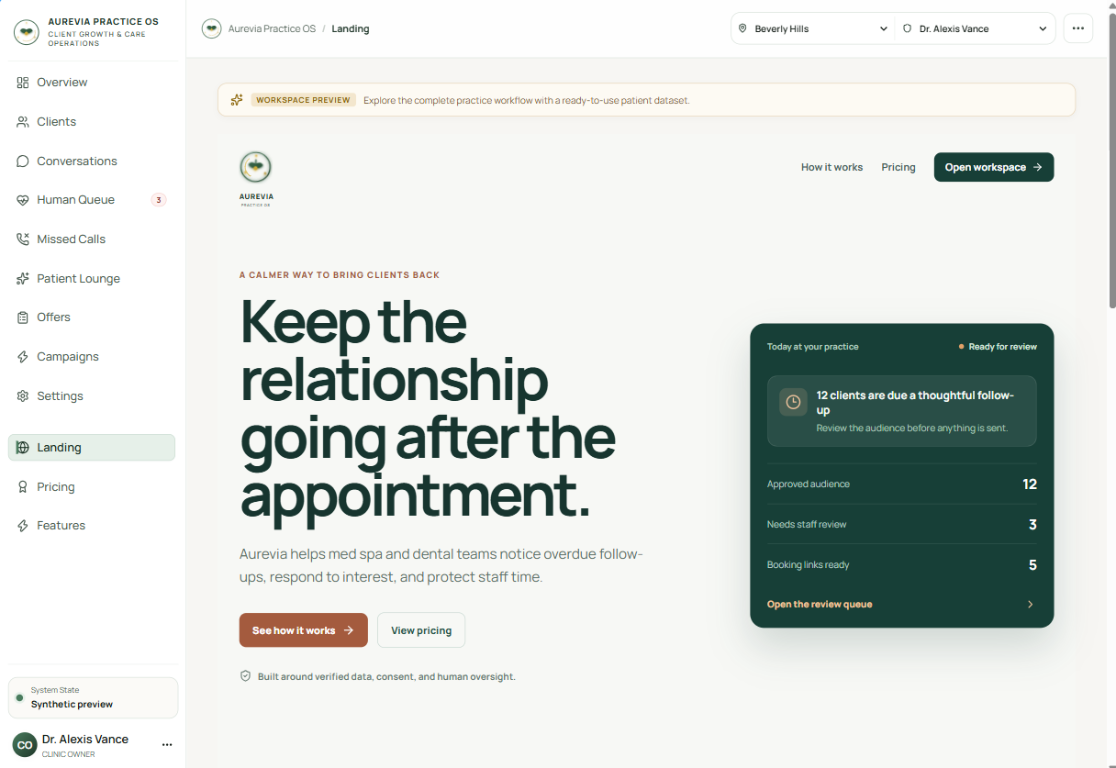 AUREVIA PRACTICE OS
CLIENT GROWTH & CARE
OPERATIONS
Overview
Clients
Conversations
Human Queue
3
Missed Calls
Patient Lounge
Offers
Campaigns
Settings
Landing
Pricing
Features
System State
Synthetic preview
CO
Dr. Alexis Vance
CLINIC OWNER
Aurevia Practice OS / Landing
Beverly Hills
Dr. Alexis Vance
WORKSPACE PREVIEW
Explore the complete practice workflow with a ready-to-use patient dataset.
AUREVIA
PRACTICE OS
How it works
Pricing
Open workspace
A CALMER WAY TO BRING CLIENTS BACK
Keep the
relationship
going after the
appointment.
Aurevia helps med spa and dental teams notice overdue follow-
ups, respond to interest, and protect staff time.
See how it works
View pricing
Built around verified data, consent, and human oversight.
Today at your practice
Ready for review
12 clients are due a thoughtful follow-
up
Review the audience before anything is sent.
Approved audience
12
Needs staff review
3
Booking links ready
5
Open the review queue